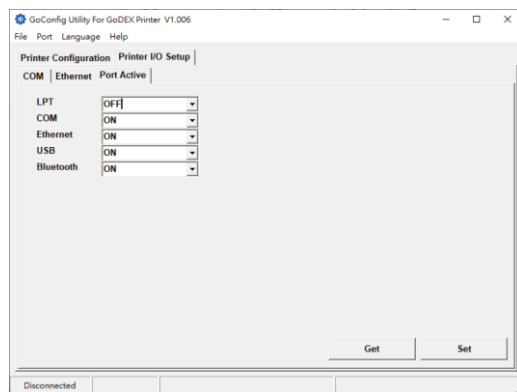 GoConfig Utility For GoDEX Printer V1.006
File Port Language Help
Printer Configuration Printer I/O Setup
COM Ethernet Port Active
LPT OFF
COM ON
Ethernet ON
USB ON
Bluetooth ON
Get Set
Disconnected